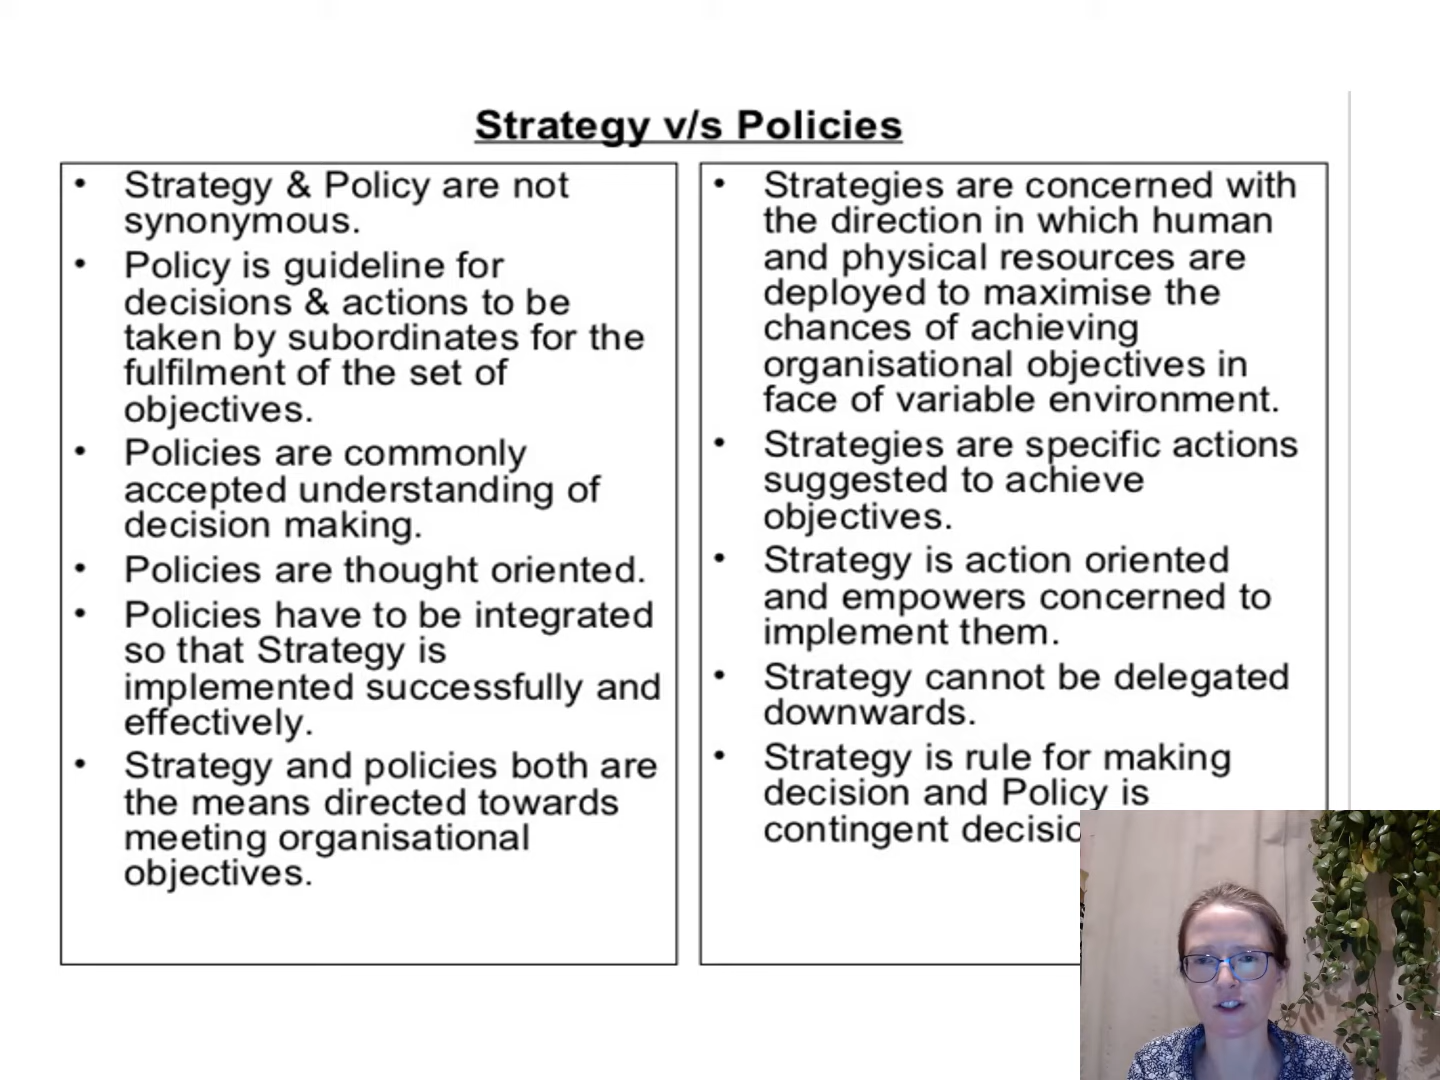 Strategy v/s Policies
• Strategy & Policy are not
synonymous.
• Policy is guideline for
decisions & actions to be
taken by subordinates for the
fulfilment of the set of
objectives.
• Policies are commonly
accepted understanding of
decision making.
• Policies are thought oriented.
• Policies have to be integrated
so that Strategy is
implemented successfully and
effectively.
• Strategy and policies both are
the means directed towards
meeting organisational
objectives.
• Strategies are concerned with
the direction in which human
and physical resources are
deployed to maximise the
chances of achieving
organisational objectives in
face of variable environment.
• Strategies are specific actions
suggested to achieve
objectives.
• Strategy is action oriented
and empowers concerned to
implement them.
• Strategy cannot be delegated
downwards.
• Strategy is rule for making
decision and Policy is
contingent